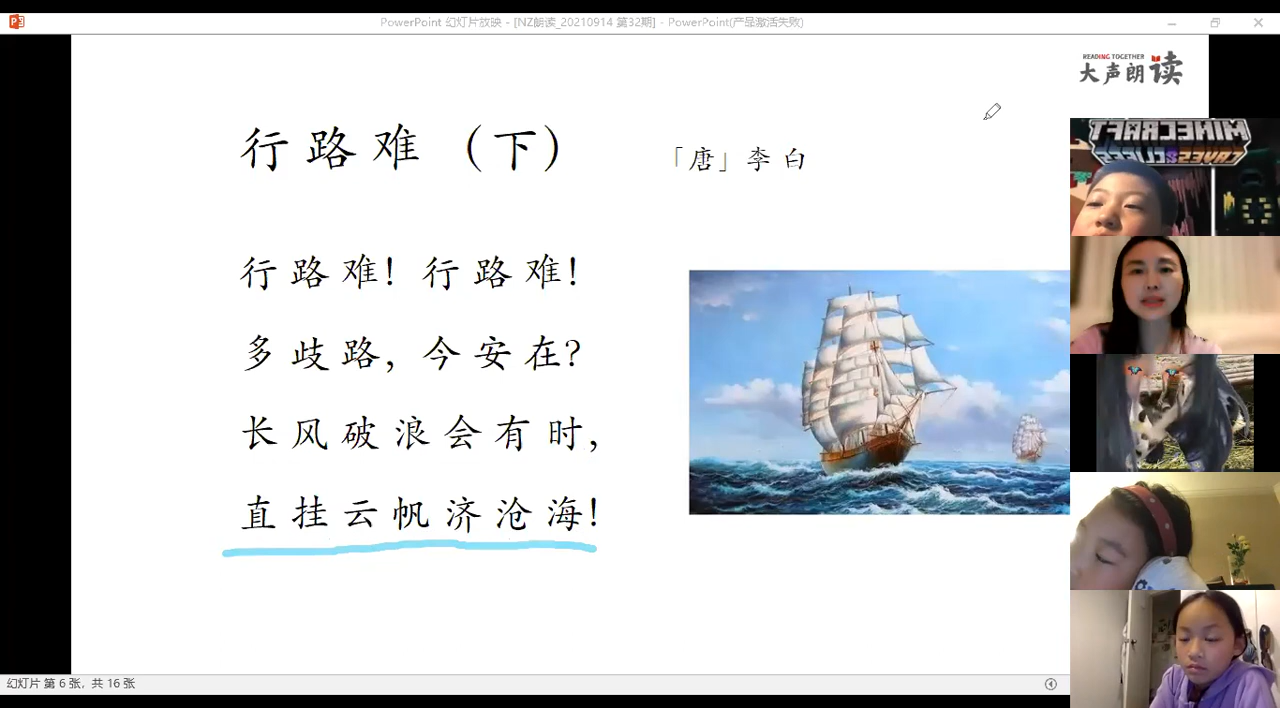 PowerPoint 幻灯片放映 - [NZ朗读_20210914 第32期] - PowerPoint(产品激活失败)
READING TOGETHER
大声朗读
行路难（下）
「唐」李白
行路难！行路难！
多歧路，今安在？
长风破浪会有时，
直挂云帆济沧海！
MINECRAFT
幻灯片 第 6 张，共 16 张